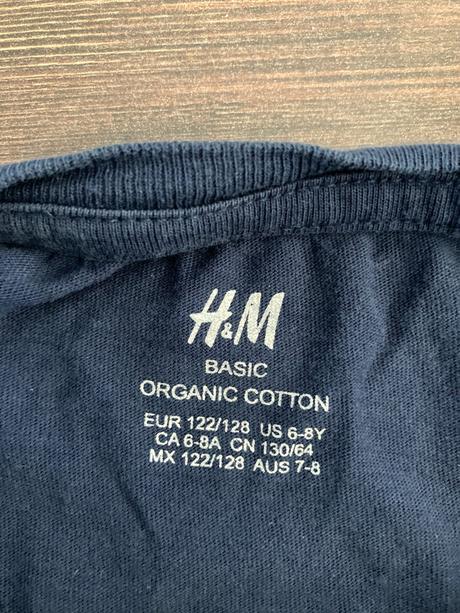 H&M
BASIC
ORGANIC COTTON
EUR 122/128 US 6-8Y
CA 6-8A CN 130/64
MX 122/128 AUS 7-8